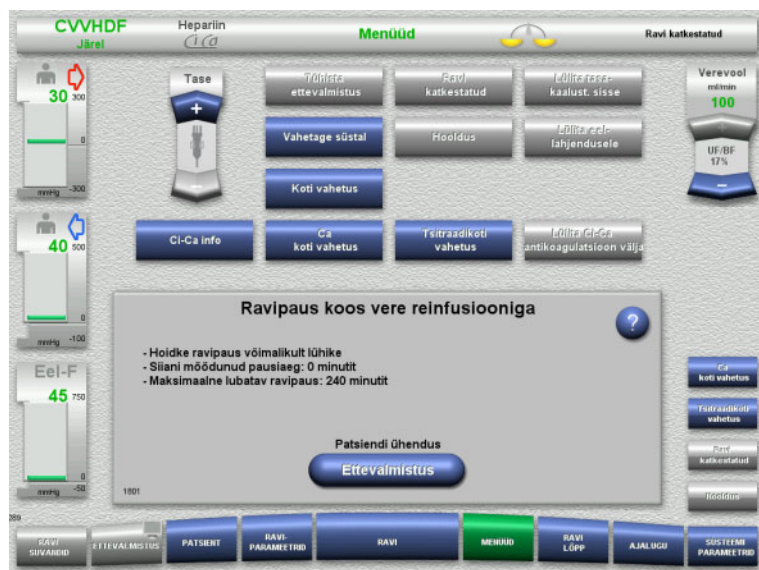 CVVHDF
Järel
Heparin
Ci Ca
Menüüd
Ravi katkestatud
30
300
0
mmHg
-300
Tase
+
−
Tühista
ettevalmistus
Ravi
katkestatud
Lülita tase-
kaalust. sisse
Vahetage süstal
Hooldus
Lülita eel-
lahjendusele
Koti vahetus
Verevool
ml/min
100
+
UF/BF
17%
−
40
500
0
mmHg
-100
Ci-Ca info
Ca
koti vahetus
Tsitraadikoti
vahetus
Lülita Ci-Ca
antikoagulatsioon välja
Ravipaus koos vere reinfusiooniga
?
- Hoidke ravipaus võimalikult lühike
- Siiani möödunud pausiaeg: 0 minutit
- Maksimaalne lubatav ravipaus: 240 minutit
Patsiendi ühendus
Ettevalmistus
1801
Eel-F
45
750
0
mmHg
-50
Ca
koti vahetus
Tsitraadikoti
vahetus
Ravi
katkestatud
Hooldus
RAVI
SUVANDID
ETTEVALMISTUS
PATSIENT
RAVI-
PARAMEETRID
RAVI
MENÜÜD
RAVI
LÕPP
AJALUGU
SÜSTEEMI
PARAMEETRID